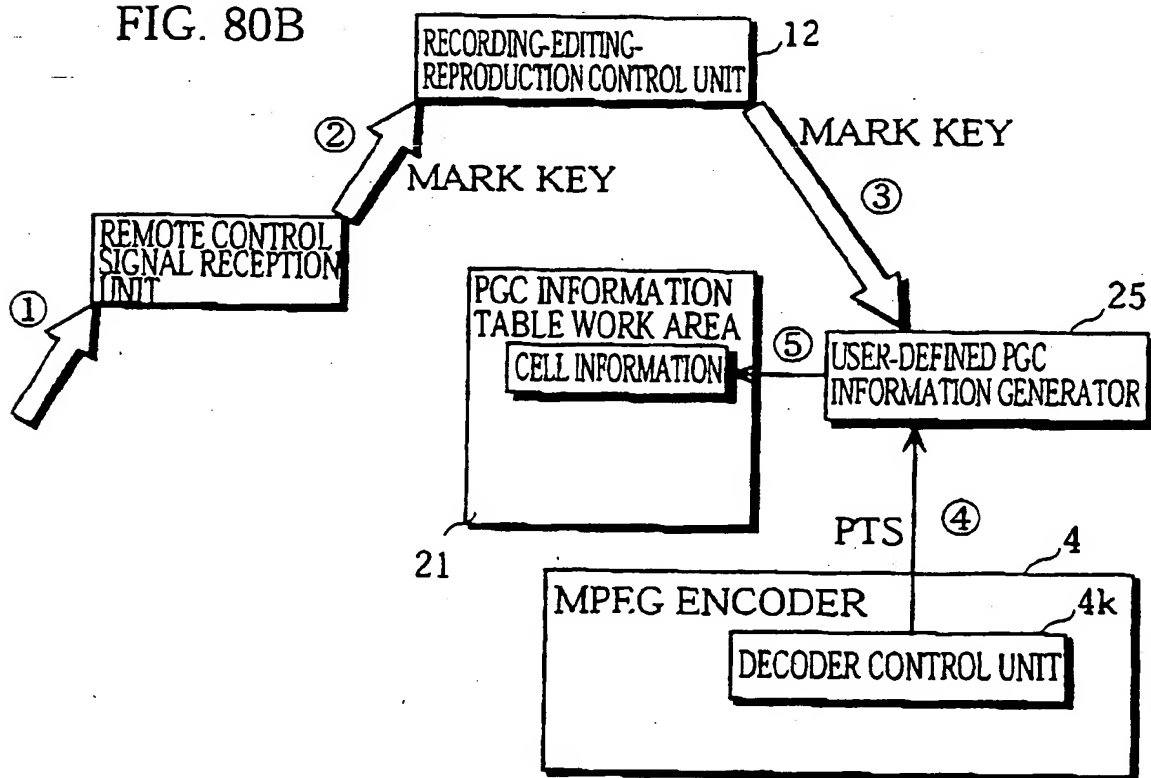 FIG. 80B
RECORDING-EDITING-
REPRODUCTION CONTROL UNIT
12
②
MARK KEY
MARK KEY
③
REMOTE CONTROL
SIGNAL RECEPTION
UNIT
①
PGC INFORMATION
TABLE WORK AREA
CELL INFORMATION
⑤
25
USER-DEFINED PGC
INFORMATION GENERATOR
21
PTS
④
4
MPEG ENCODER
4k
DECODER CONTROL UNIT